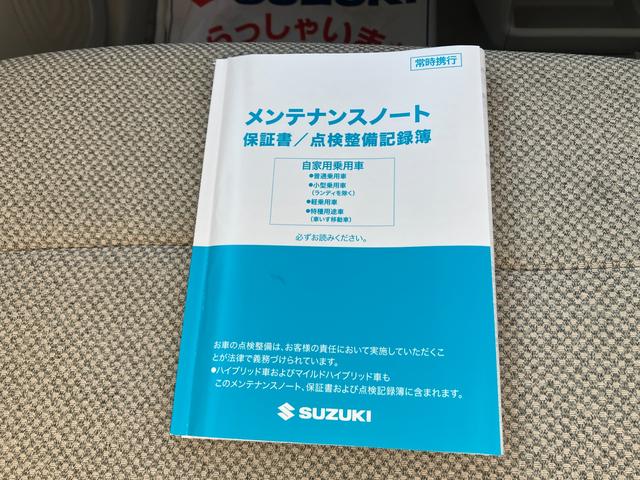 SUZUKI
らっしゃいま
常時携行
メンテナンスノート
保証書／点検整備記録簿
自家用乗用車
●普通乗用車
●小型乗用車
（ランディを除く）
●軽乗用車
●特種用途車
（車いす移動車）
必ずお読みください。
お車の点検整備は、お客様の責任において実施していただくこ
とが法律で義務づけられています。
●ハイブリッド車およびマイルドハイブリッド車も
このメンテナンスノート、保証書および点検記録簿に含まれます。
SUZUKI